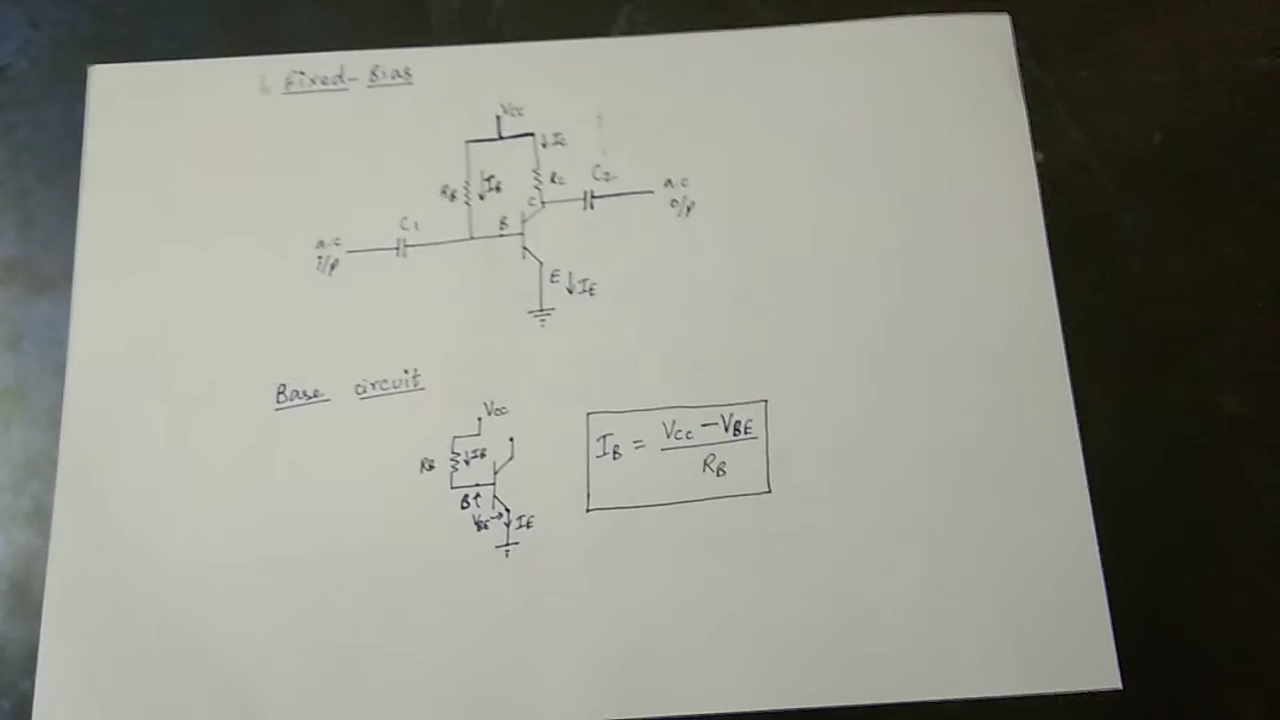 Fixed-Bias
Vcc
↓Ic
RB
↓IB
Rc
C2
a.c
o/p
C
C1
B
a.c
i/p
E ↓IE
Base circuit
Vcc
RB
↓IB
B↑
VBE→
IE
IB = Vcc - VBE
RB